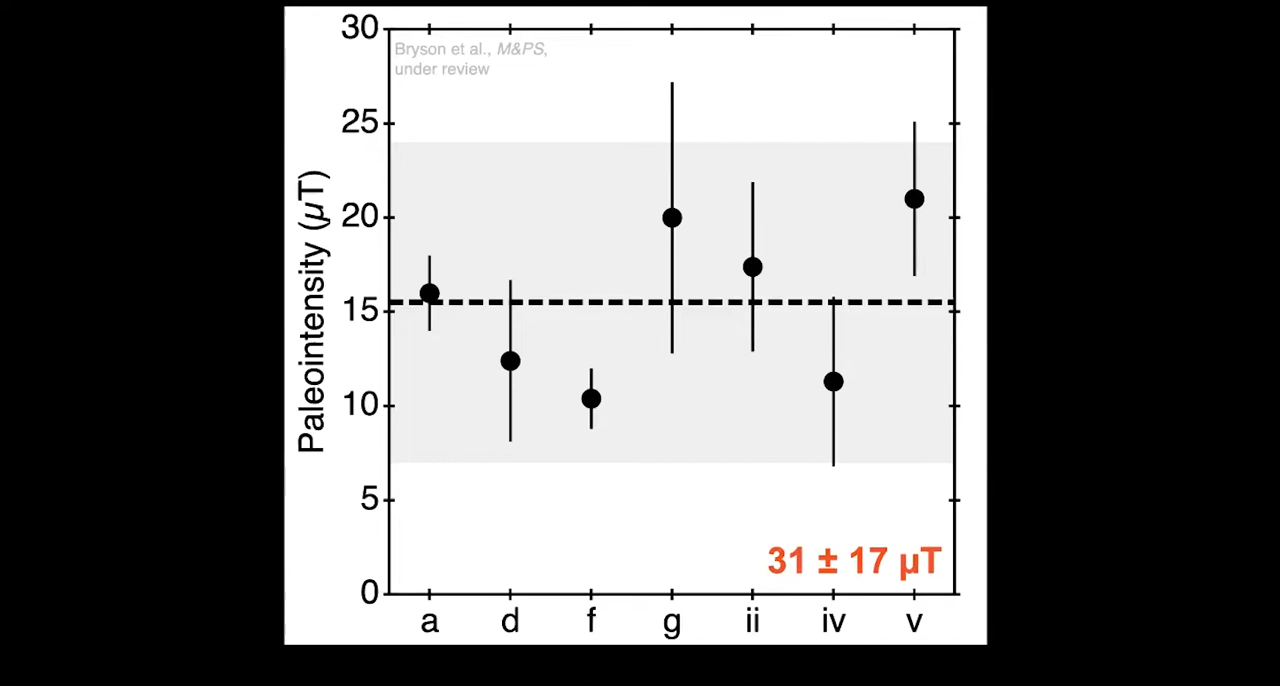 30
Bryson et al., M&PS,
under review
25
20
15
10
5
0
Paleointensity (μT)
31 ± 17 μT
a d f g ii iv v